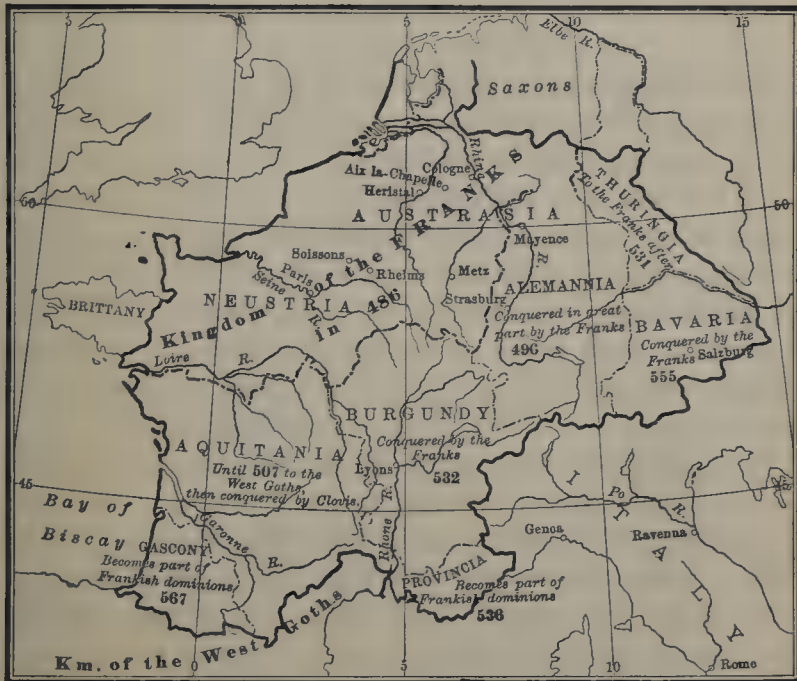 5
0
5
10
15
Elbe R.
Saxons
Rhine
R.
Cologne
Aix la-Chapelle
Heristal
AUSTRASIA
Kingdom of the FRANKS
in 486
THURINGIA
To the Franks after
531
50
50
Mayence
Soissons
Rheims
Paris
Seine
R.
Metz
Strasburg
NEUSTRIA
BRITTANY
ALEMANNIA
Conquered in great
part by the Franks
496
BAVARIA
Conquered by the
Franks
Salzburg
555
Loire
R.
BURGUNDY
Conquered by the
Franks
532
AQUITANIA
Until 507 to the
West Goths,
then conquered by Clovis.
Lyons
Rhone R.
45
45
Bay of
Biscay
Garonne
R.
GASCONY
Becomes part of
Frankish dominions
567
PROVINCIA
Becomes part of
Frankish dominions
536
ITALY
Po
R.
Genoa
Ravenna
Rome
Km. of the West Goths
0
5
10